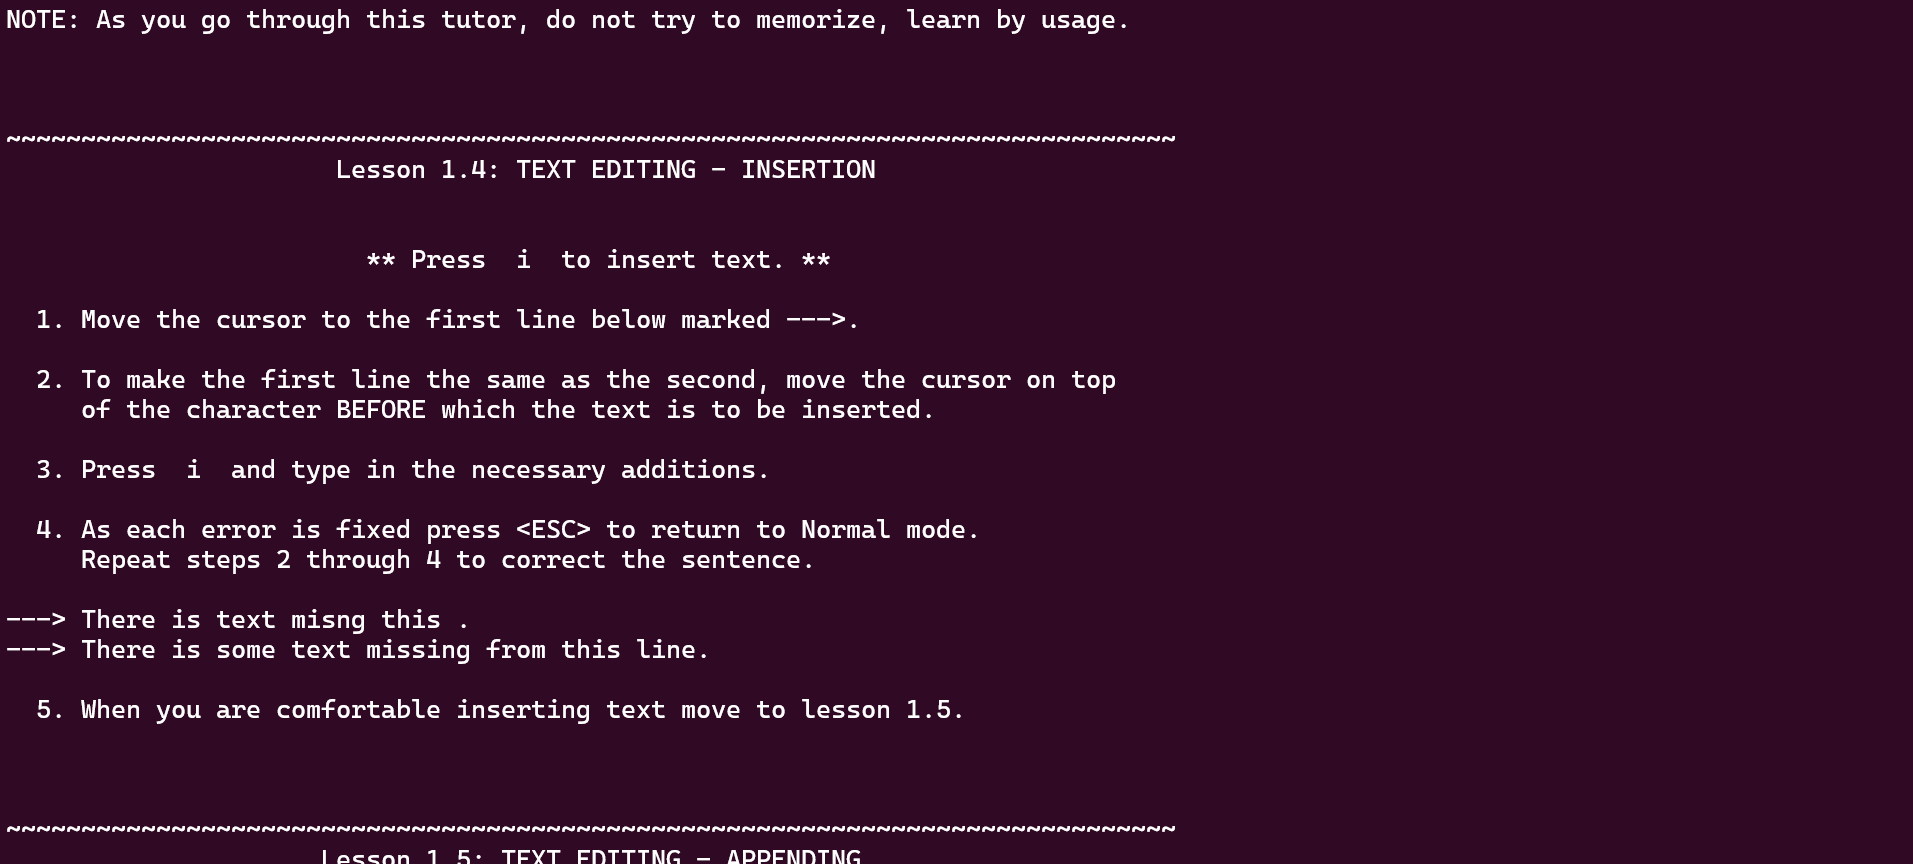 NOTE: As you go through this tutor, do not try to memorize, learn by usage.
~~~~~~~~~~~~~~~~~~~~~~~~~~~~~~~~~~~~~~~~~~~~~~~~~~~~~~~~~~~~~~~~~~~~~~~~~~~~~~
Lesson 1.4: TEXT EDITING - INSERTION
** Press  i  to insert text. **
1. Move the cursor to the first line below marked --->.
2. To make the first line the same as the second, move the cursor on top
of the character BEFORE which the text is to be inserted.
3. Press  i  and type in the necessary additions.
4. As each error is fixed press <ESC> to return to Normal mode.
Repeat steps 2 through 4 to correct the sentence.
---> There is text misng this .
---> There is some text missing from this line.
5. When you are comfortable inserting text move to lesson 1.5.
~~~~~~~~~~~~~~~~~~~~~~~~~~~~~~~~~~~~~~~~~~~~~~~~~~~~~~~~~~~~~~~~~~~~~~~~~~~~~~
Lesson 1.5: TEXT EDITING - APPENDING